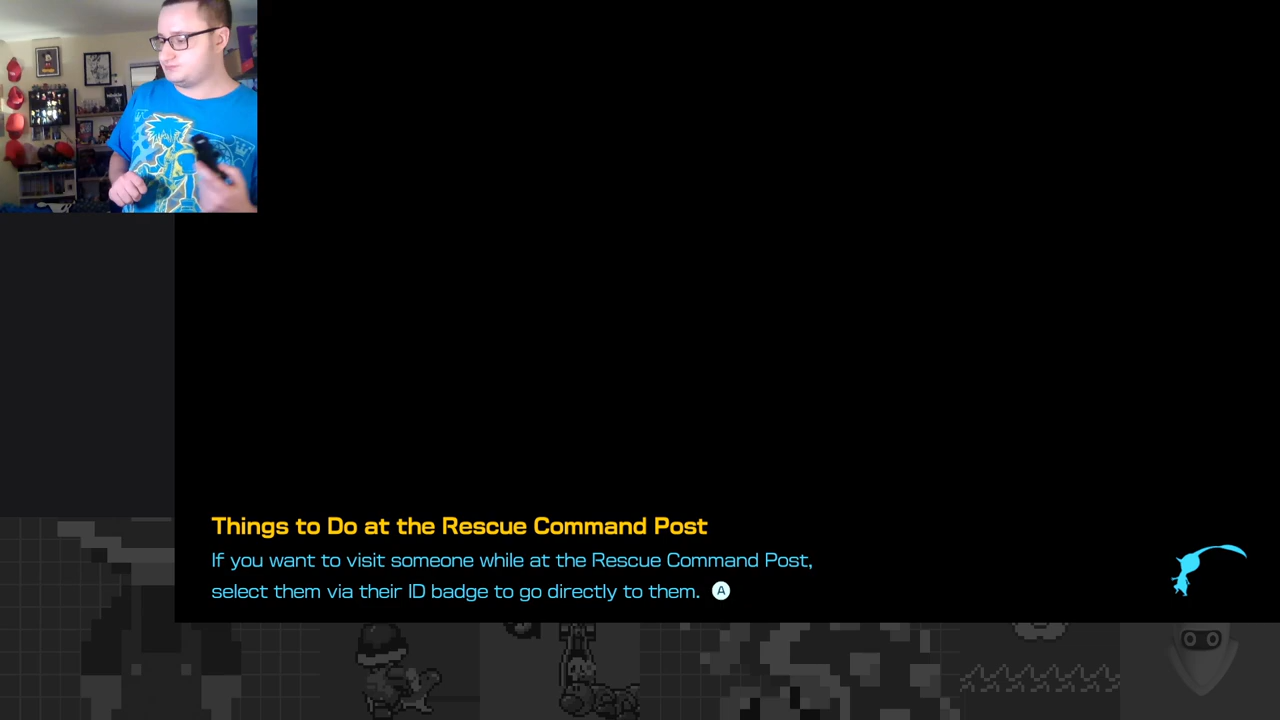 Things to Do at the Rescue Command Post
If you want to visit someone while at the Rescue Command Post,
select them via their ID badge to go directly to them. A